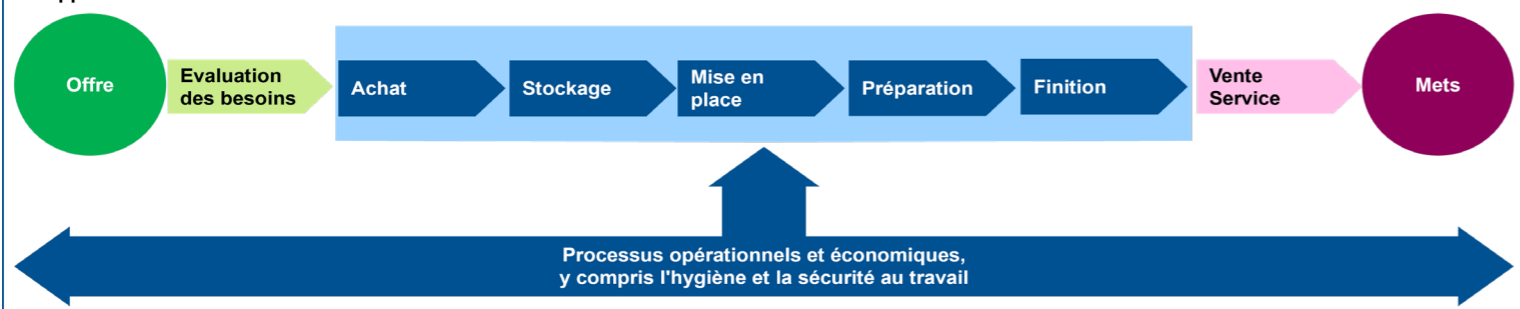 Offre
Evaluation
des besoins
Achat
Stockage
Mise en
place
Préparation
Finition
Vente
Service
Mets
Processus opérationnels et économiques,
y compris l'hygiène et la sécurité au travail